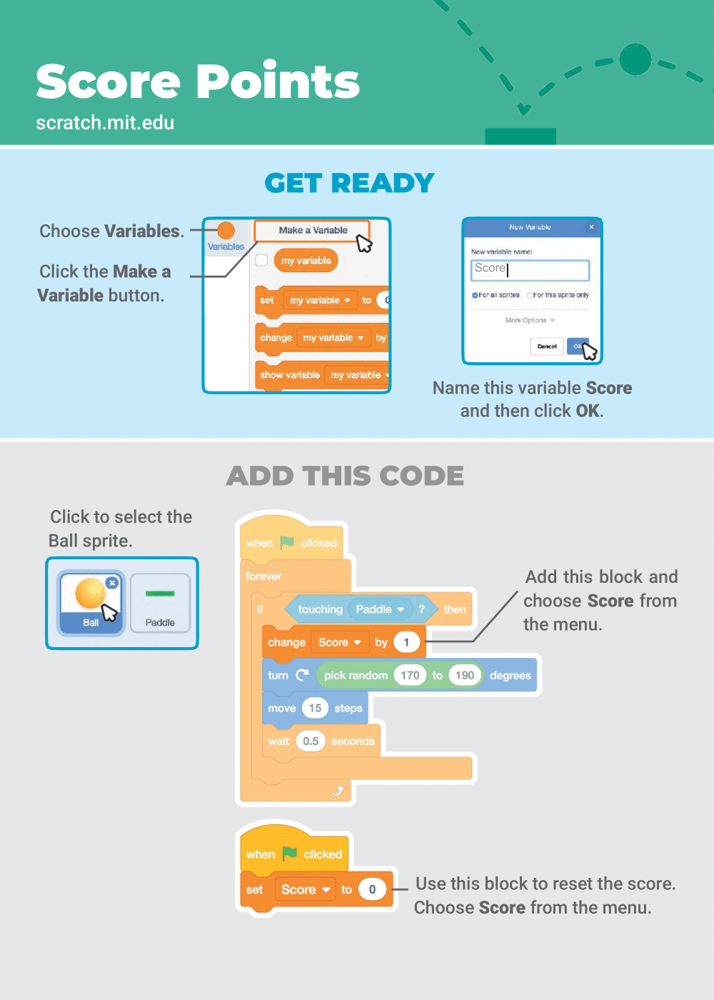 Score Points
scratch.mit.edu
GET READY
Choose Variables.
Click the Make a
Variable button.
Variables
Make a Variable
my variable
set my variable to 0
change my variable by
show variable my variable
New Variable
New variable name:
Score
For all sprites For this sprite only
More Options
Cancel OK
Name this variable Score
and then click OK.
ADD THIS CODE
Click to select the
Ball sprite.
Ball
Paddle
when clicked
forever
if touching Paddle ? then
change Score by 1
turn pick random 170 to 190 degrees
move 15 steps
wait 0.5 seconds
Add this block and
choose Score from
the menu.
when clicked
set Score to 0
Use this block to reset the score.
Choose Score from the menu.